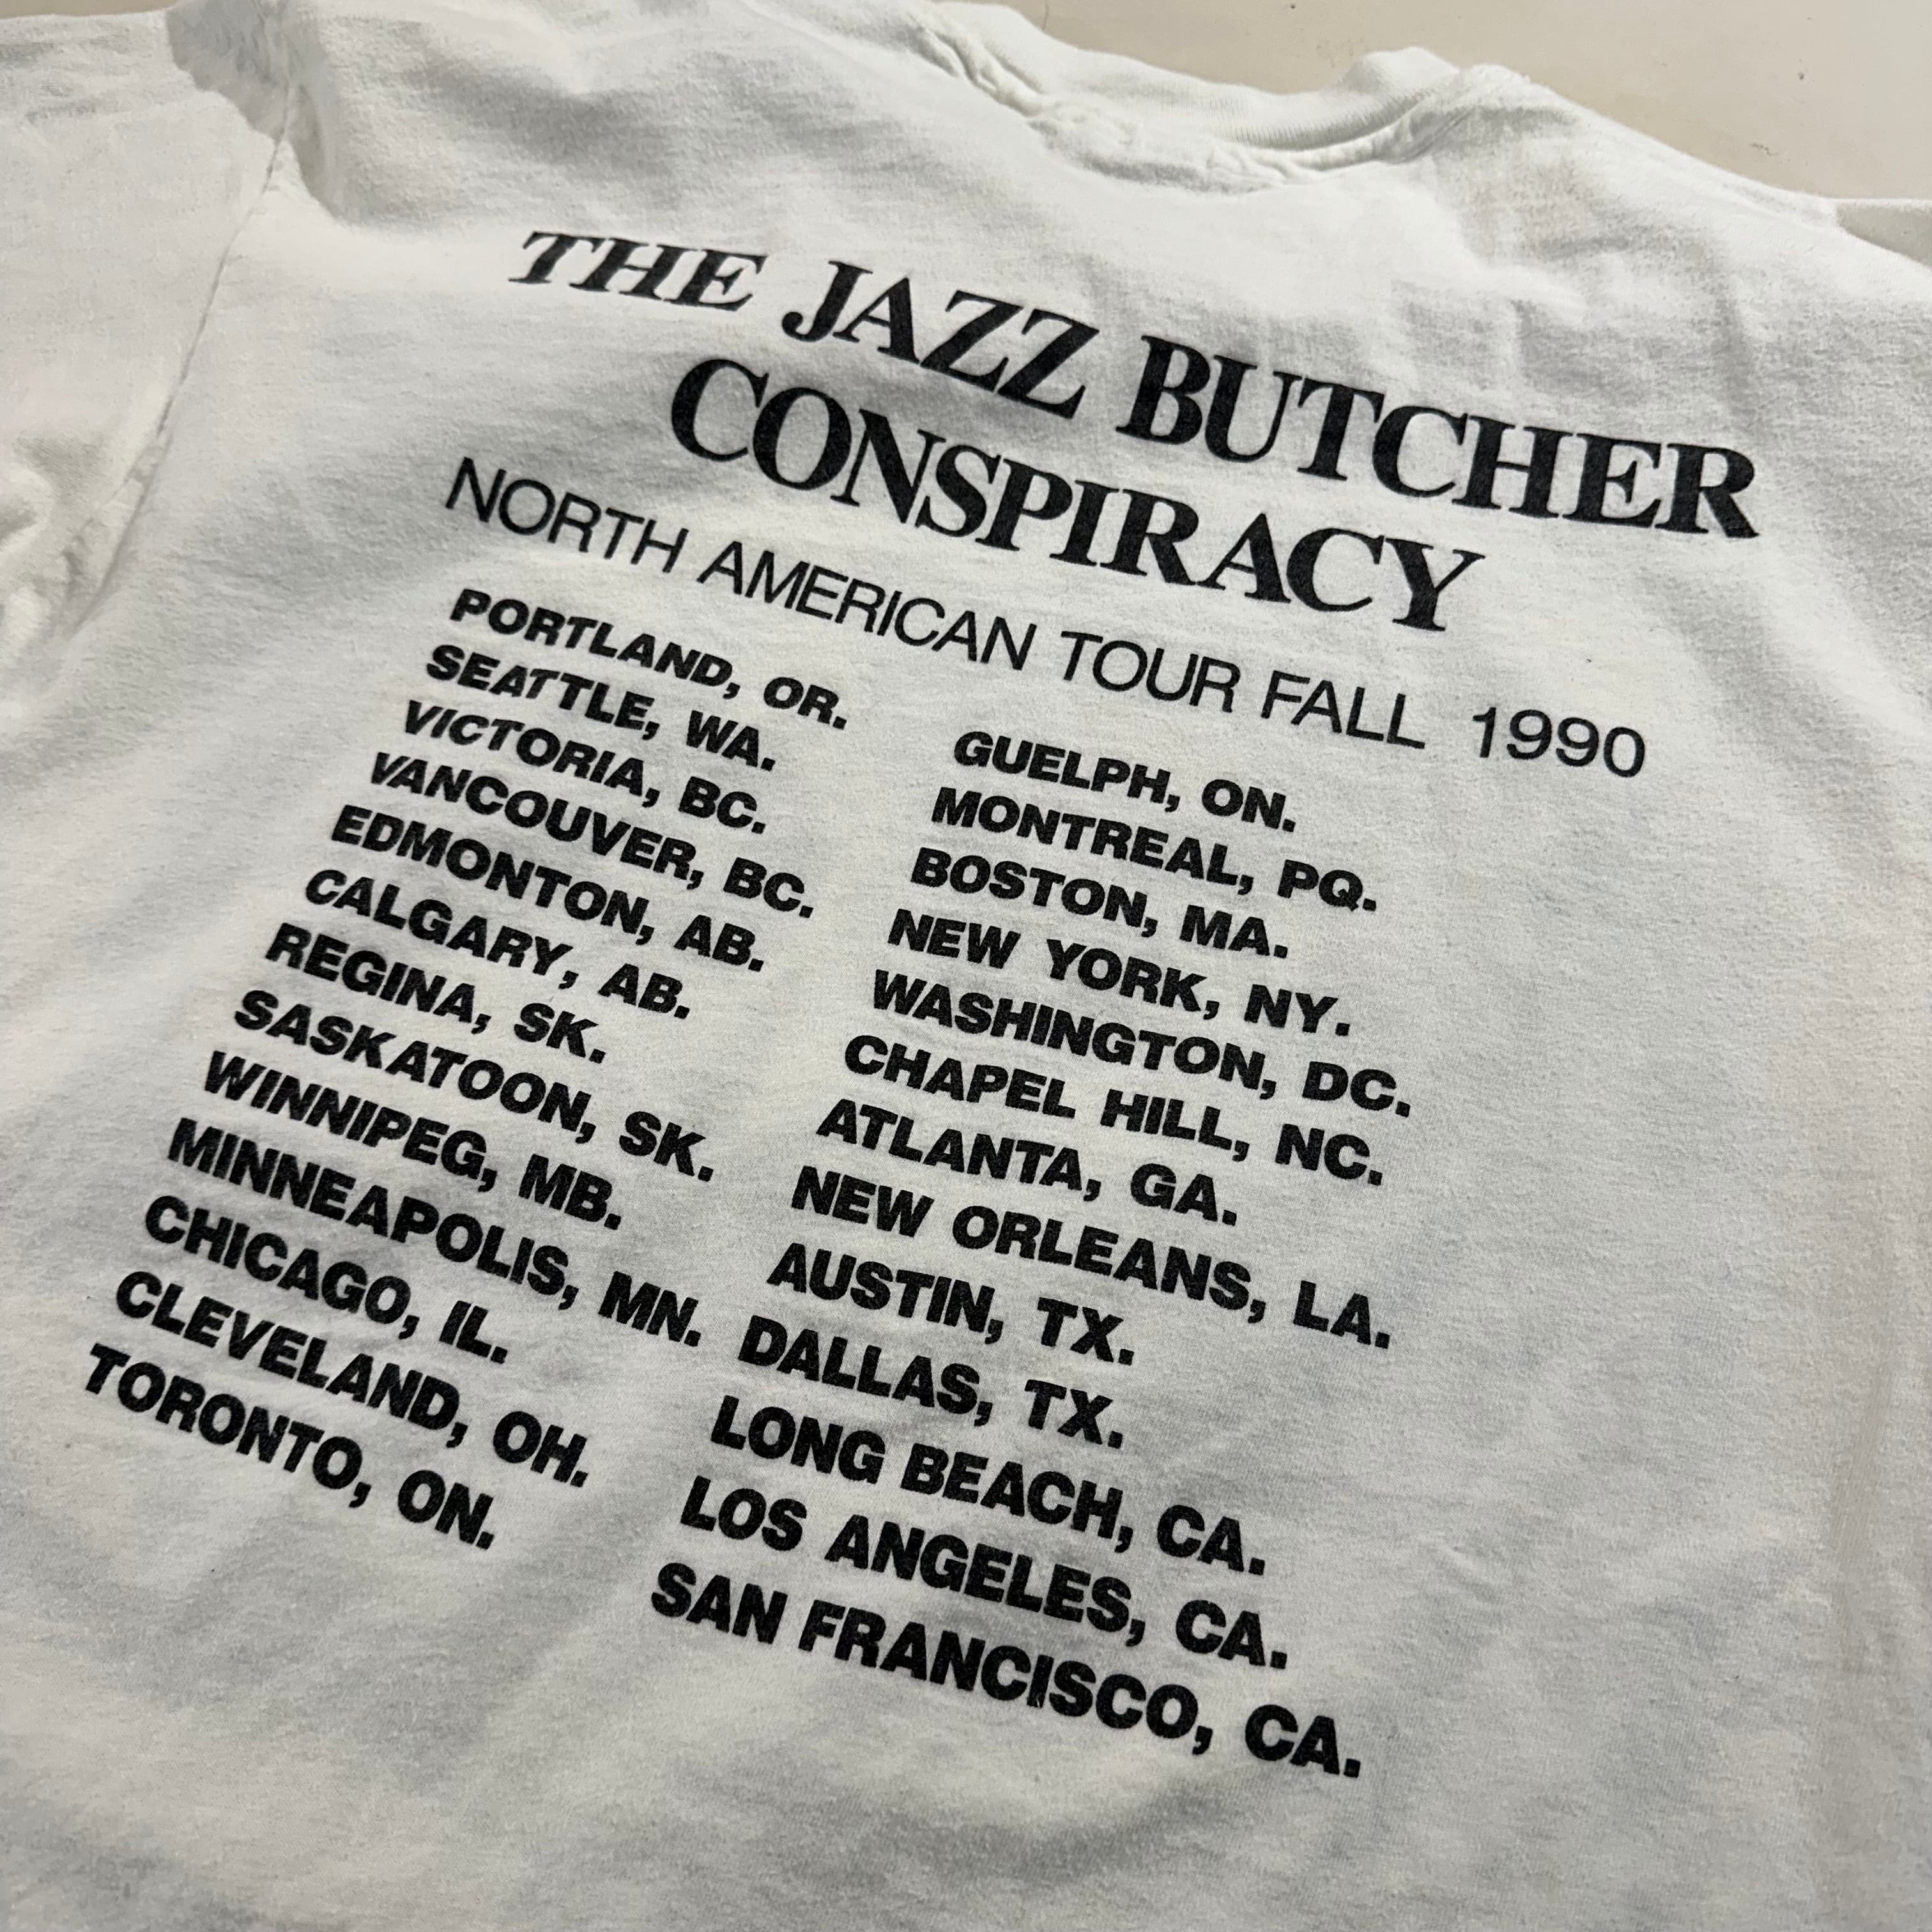 THE JAZZ BUTCHER
CONSPIRACY
NORTH AMERICAN TOUR FALL 1990
PORTLAND, OR.
SEATTLE, WA.
VICTORIA, BC.
VANCOUVER, BC.
EDMONTON, AB.
CALGARY, AB.
REGINA, SK.
SASKATOON, SK.
WINNIPEG, MB.
MINNEAPOLIS, MN.
CHICAGO, IL.
CLEVELAND, OH.
TORONTO, ON.
GUELPH, ON.
MONTREAL, PQ.
BOSTON, MA.
NEW YORK, NY.
WASHINGTON, DC.
CHAPEL HILL, NC.
ATLANTA, GA.
NEW ORLEANS, LA.
AUSTIN, TX.
DALLAS, TX.
LONG BEACH, CA.
LOS ANGELES, CA.
SAN FRANCISCO, CA.